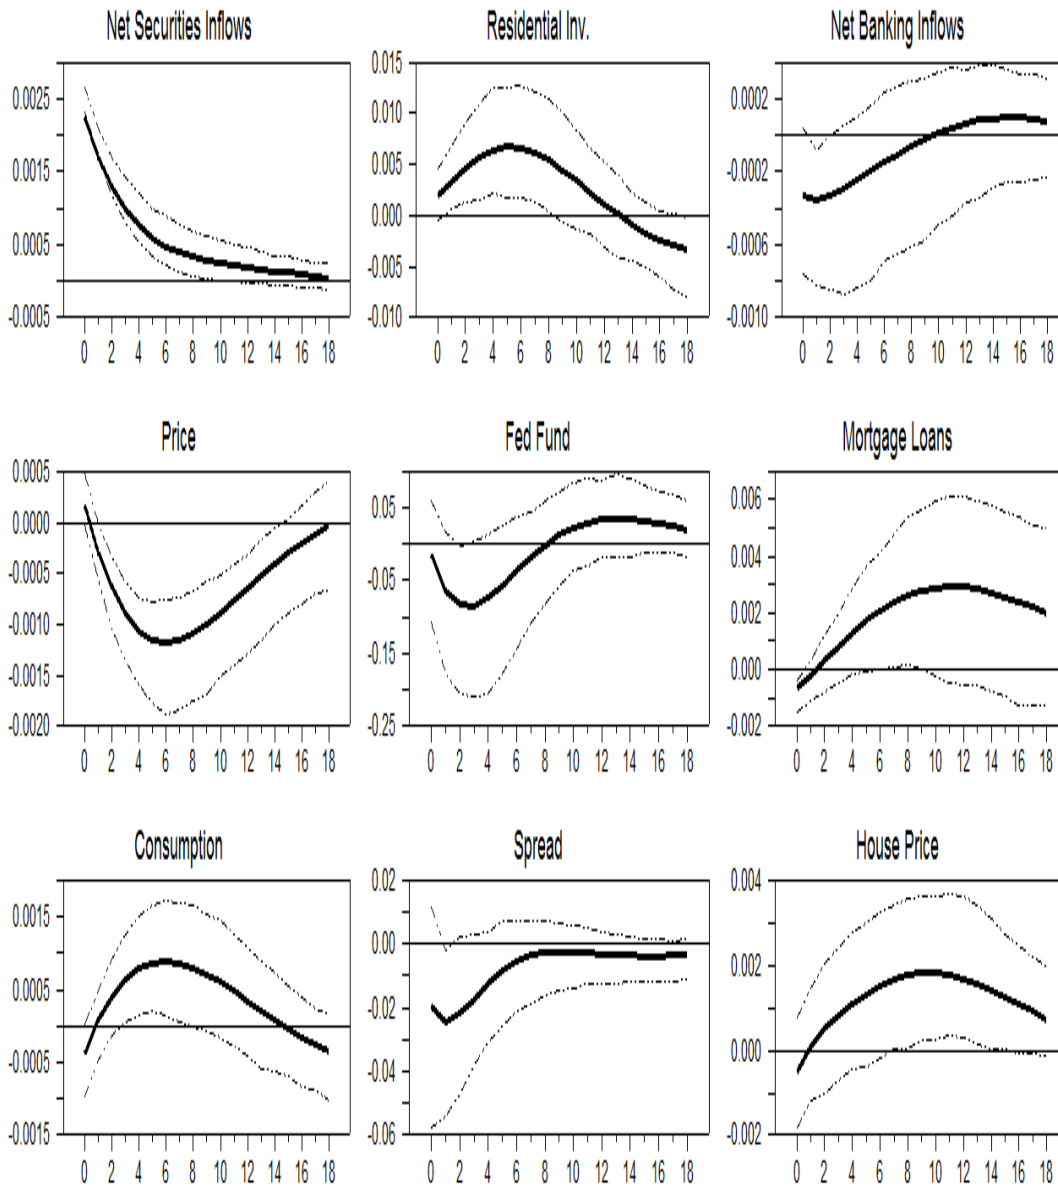 Net Securities Inflows
Residential Inv.
Net Banking Inflows
0.0025
0.0015
0.0005
-0.0005
0 2 4 6 8 10 12 14 16 18
0.015
0.010
0.005
0.000
-0.005
-0.010
0 2 4 6 8 10 12 14 16 18
0.0002
-0.0002
-0.0006
-0.0010
0 2 4 6 8 10 12 14 16 18
Price
Fed Fund
Mortgage Loans
0.0005
0.0000
-0.0005
-0.0010
-0.0015
-0.0020
0 2 4 6 8 10 12 14 16 18
0.05
-0.05
-0.15
-0.25
0 2 4 6 8 10 12 14 16 18
0.006
0.004
0.002
0.000
-0.002
0 2 4 6 8 10 12 14 16 18
Consumption
Spread
House Price
0.0015
0.0005
-0.0005
-0.0015
0 2 4 6 8 10 12 14 16 18
0.02
0.00
-0.02
-0.04
-0.06
0 2 4 6 8 10 12 14 16 18
0.004
0.002
0.000
-0.002
0 2 4 6 8 10 12 14 16 18